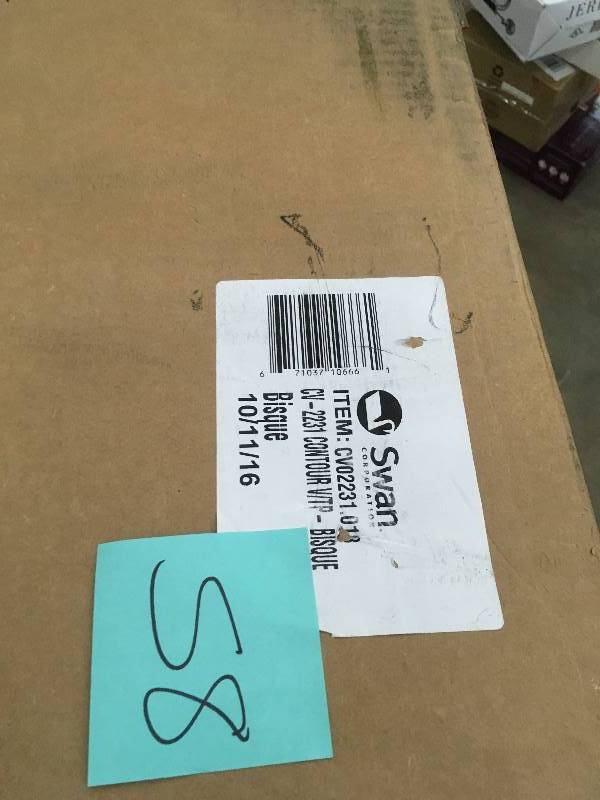 Swan
CORPORATION
ITEM: CV02231.018
CV-2231 CONTOUR VTP - BISQUE
Bisque
10/11/16
6 71037 10666 1
58